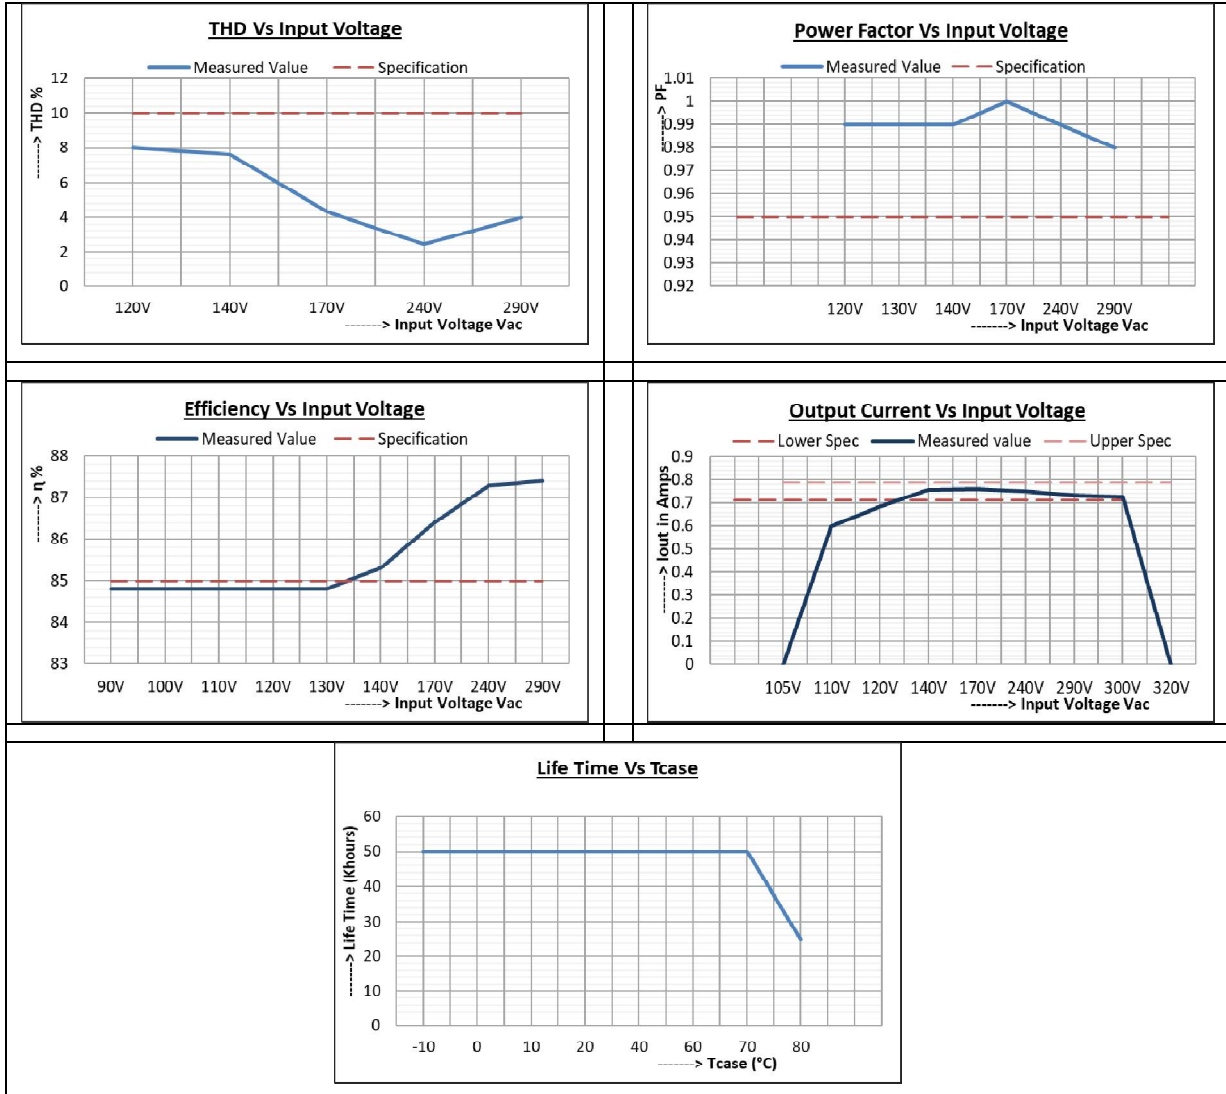 THD Vs Input Voltage
Measured Value
Specification
-------> THD %
12
10
8
6
4
2
0
120V 140V 170V 240V 290V
-------> Input Voltage Vac
Power Factor Vs Input Voltage
Measured Value
Specification
-------> PF
1.01
1
0.99
0.98
0.97
0.96
0.95
0.94
0.93
0.92
120V 130V 140V 170V 240V 290V
-------> Input Voltage Vac
Efficiency Vs Input Voltage
Measured Value
Specification
-------> η %
88
87
86
85
84
83
90V 100V 110V 120V 130V 140V 170V 240V 290V
-------> Input Voltage Vac
Output Current Vs Input Voltage
Lower Spec
Measured value
Upper Spec
-------> Iout in Amps
0.9
0.8
0.7
0.6
0.5
0.4
0.3
0.2
0.1
0
105V 110V 120V 140V 170V 240V 290V 300V 320V
-------> Input Voltage Vac
Life Time Vs Tcase
-------> Life Time (Khours)
60
50
40
30
20
10
0
-10 0 10 20 40 60 70 80
-------> Tcase (°C)